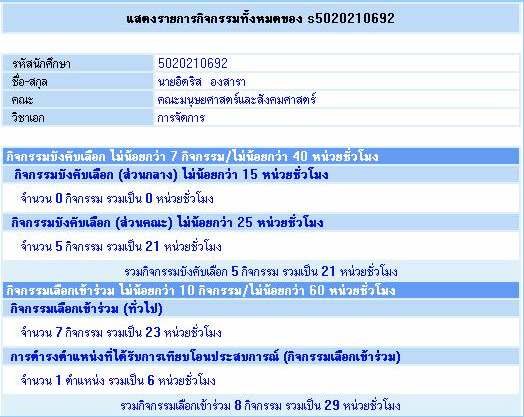 แสดงรายการกิจกรรมทั้งหมดของ s5020210692
รหัสนักศึกษา 5020210692
ชื่อ-สกุล นายอิดริส องสารา
คณะ คณะมนุษยศาสตร์และสังคมศาสตร์
วิชาเอก การจัดการ
กิจกรรมบังคับเลือก ไม่น้อยกว่า 7 กิจกรรม/ไม่น้อยกว่า 40 หน่วยชั่วโมง
กิจกรรมบังคับเลือก (ส่วนกลาง) ไม่น้อยกว่า 15 หน่วยชั่วโมง
จำนวน 0 กิจกรรม รวมเป็น 0 หน่วยชั่วโมง
กิจกรรมบังคับเลือก (ส่วนคณะ) ไม่น้อยกว่า 25 หน่วยชั่วโมง
จำนวน 5 กิจกรรม รวมเป็น 21 หน่วยชั่วโมง
รวมกิจกรรมบังคับเลือก 5 กิจกรรม รวมเป็น 21 หน่วยชั่วโมง
กิจกรรมเลือกเข้าร่วม ไม่น้อยกว่า 10 กิจกรรม/ไม่น้อยกว่า 60 หน่วยชั่วโมง
กิจกรรมเลือกเข้าร่วม (ทั่วไป)
จำนวน 7 กิจกรรม รวมเป็น 23 หน่วยชั่วโมง
การดำรงตำแหน่งที่ได้รับการเทียบโอนประสบการณ์ (กิจกรรมเลือกเข้าร่วม)
จำนวน 1 ตำแหน่ง รวมเป็น 6 หน่วยชั่วโมง
รวมกิจกรรมเลือกเข้าร่วม 8 กิจกรรม รวมเป็น 29 หน่วยชั่วโมง